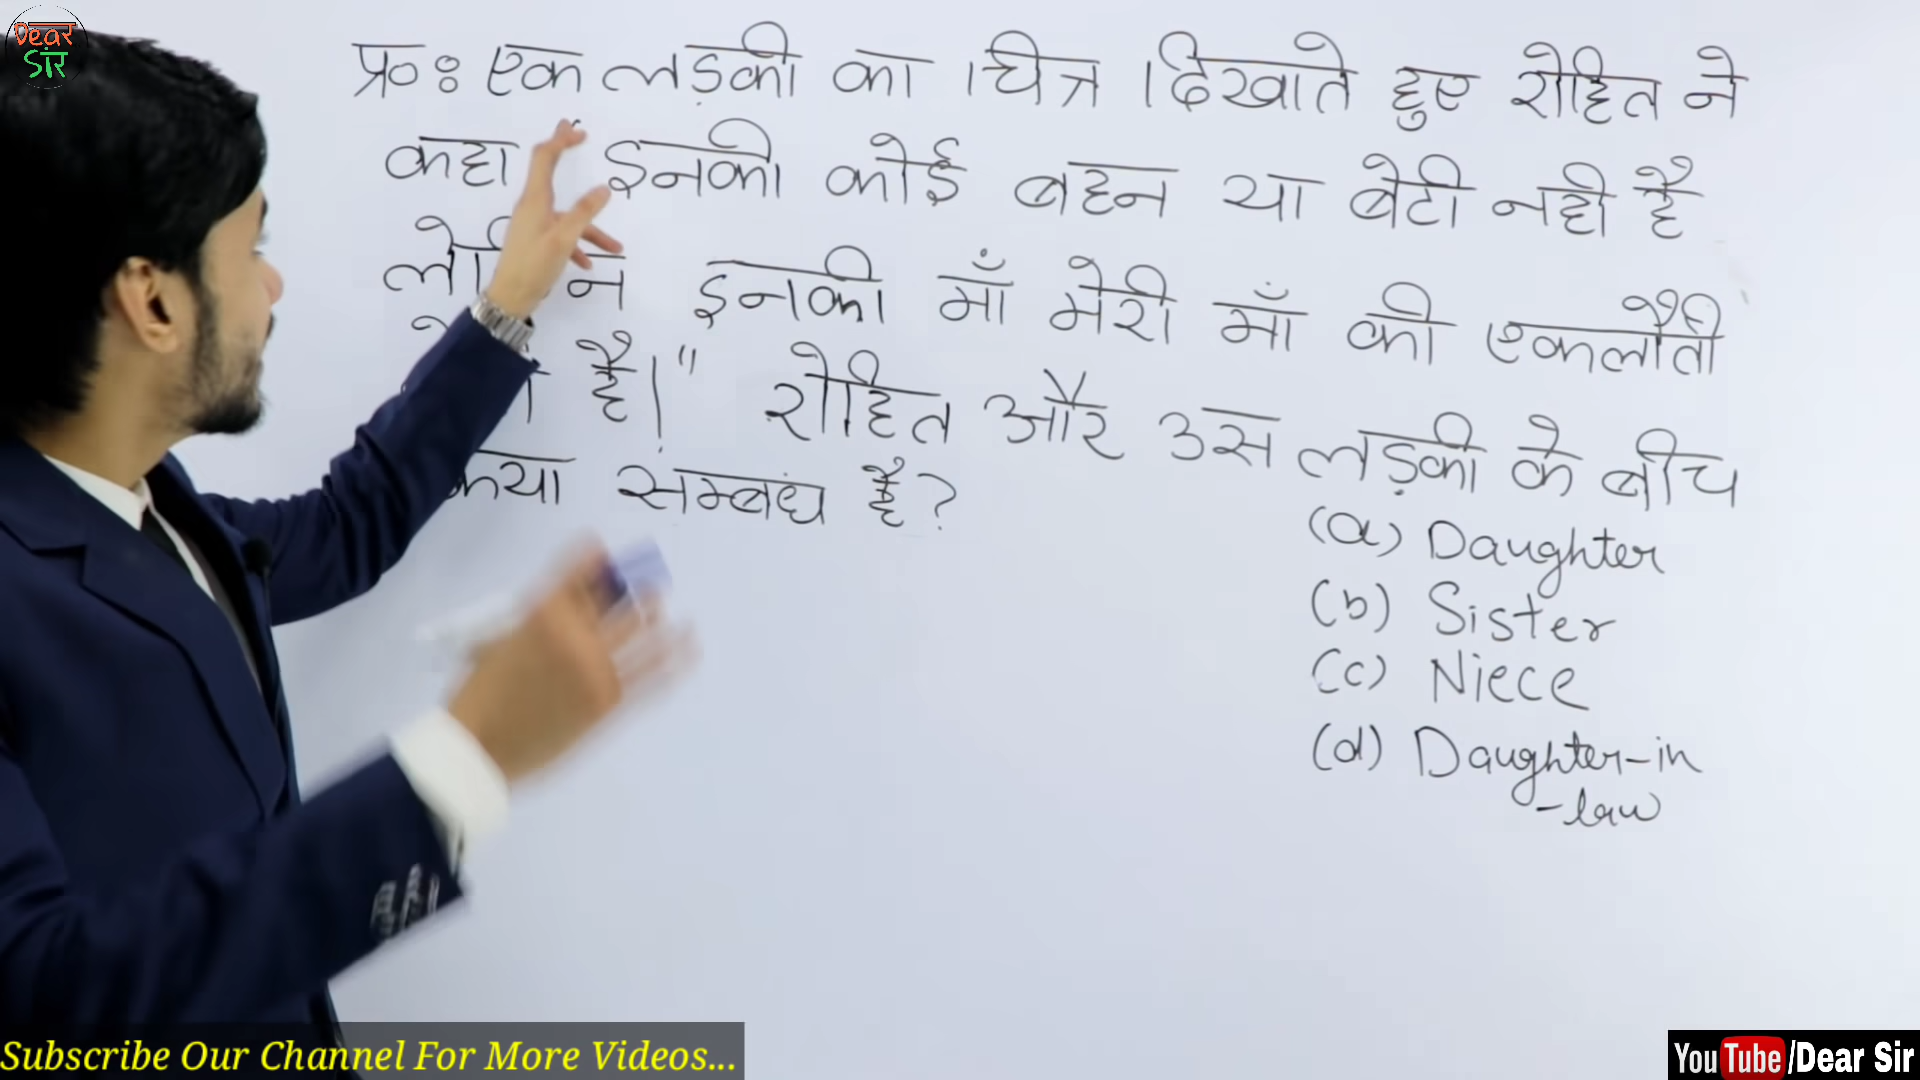 Dear
सर
प्र०ः एक लड़की का चित्र दिखाते हुए रोहित ने
कहा "इनकी कोई बहन या बेटी नही है
इनकी माँ मेरी माँ की एकलौती
है।" रोहित और उस लड़की के बीच
क्या सम्बंध है?
(a) Daughter
(b) Sister
(c) Niece
(d) Daughter-in
-law
Subscribe Our Channel For More Videos...
YouTube/Dear Sir